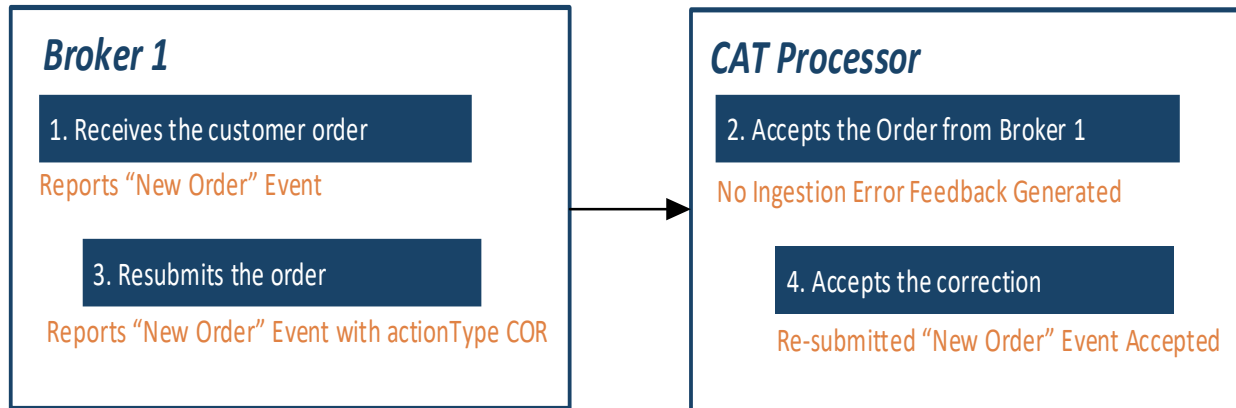 Broker 1
1. Receives the customer order
Reports “New Order” Event
3. Resubmits the order
Reports “New Order” Event with actionType COR
CAT Processor
2. Accepts the Order from Broker 1
No Ingestion Error Feedback Generated
4. Accepts the correction
Re-submitted “New Order” Event Accepted